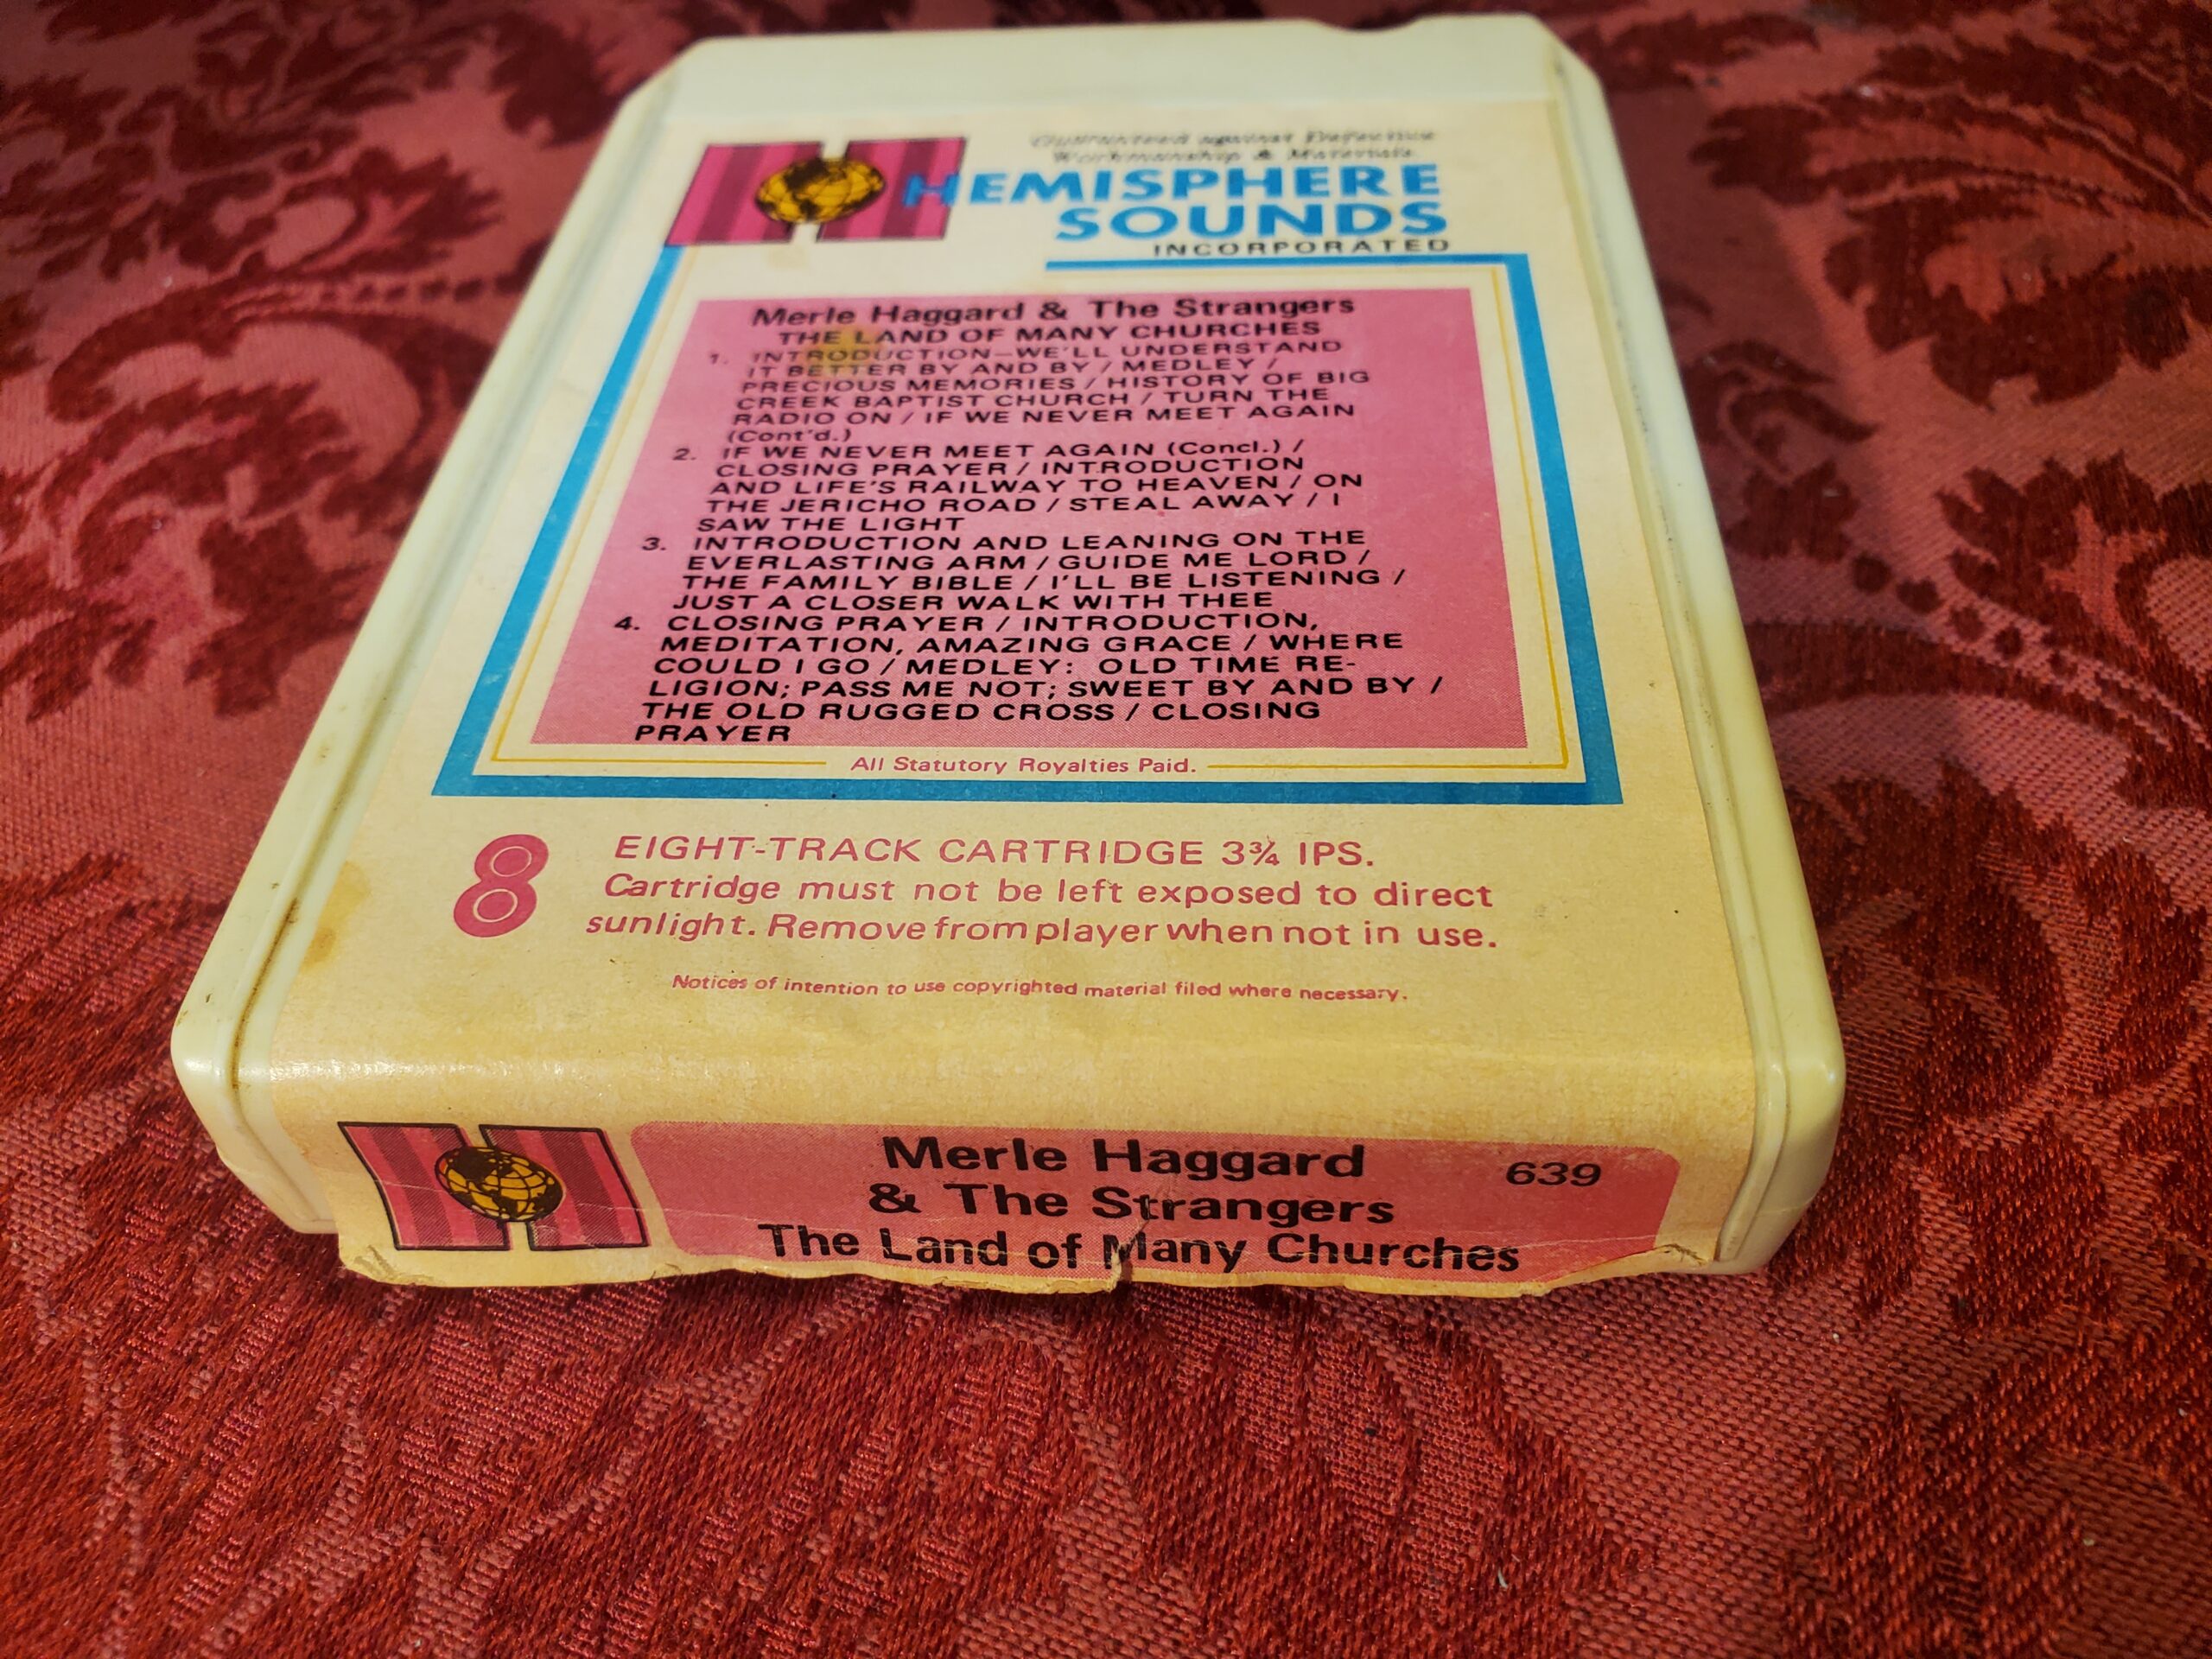 Guaranteed against Defective
Workmanship & Materials.
HEMISPHERE
SOUNDS
INCORPORATED
Merle Haggard & The Strangers
THE LAND OF MANY CHURCHES
1. INTRODUCTION—WE'LL UNDERSTAND
IT BETTER BY AND BY / MEDLEY /
PRECIOUS MEMORIES / HISTORY OF BIG
CREEK BAPTIST CHURCH / TURN THE
RADIO ON / IF WE NEVER MEET AGAIN
(Cont'd.)
2. IF WE NEVER MEET AGAIN (Concl.) /
CLOSING PRAYER / INTRODUCTION
AND LIFE'S RAILWAY TO HEAVEN / ON
THE JERICHO ROAD / STEAL AWAY / I
SAW THE LIGHT
3. INTRODUCTION AND LEANING ON THE
EVERLASTING ARM / GUIDE ME LORD /
THE FAMILY BIBLE / I'LL BE LISTENING /
JUST A CLOSER WALK WITH THEE
4. CLOSING PRAYER / INTRODUCTION,
MEDITATION, AMAZING GRACE / WHERE
COULD I GO / MEDLEY: OLD TIME RE-
LIGION; PASS ME NOT; SWEET BY AND BY /
THE OLD RUGGED CROSS / CLOSING
PRAYER
All Statutory Royalties Paid.
8 EIGHT-TRACK CARTRIDGE 3¾ IPS.
Cartridge must not be left exposed to direct
sunlight. Remove from player when not in use.
Notices of intention to use copyrighted material filed where necessary.
Merle Haggard 639
& The Strangers
The Land of Many Churches